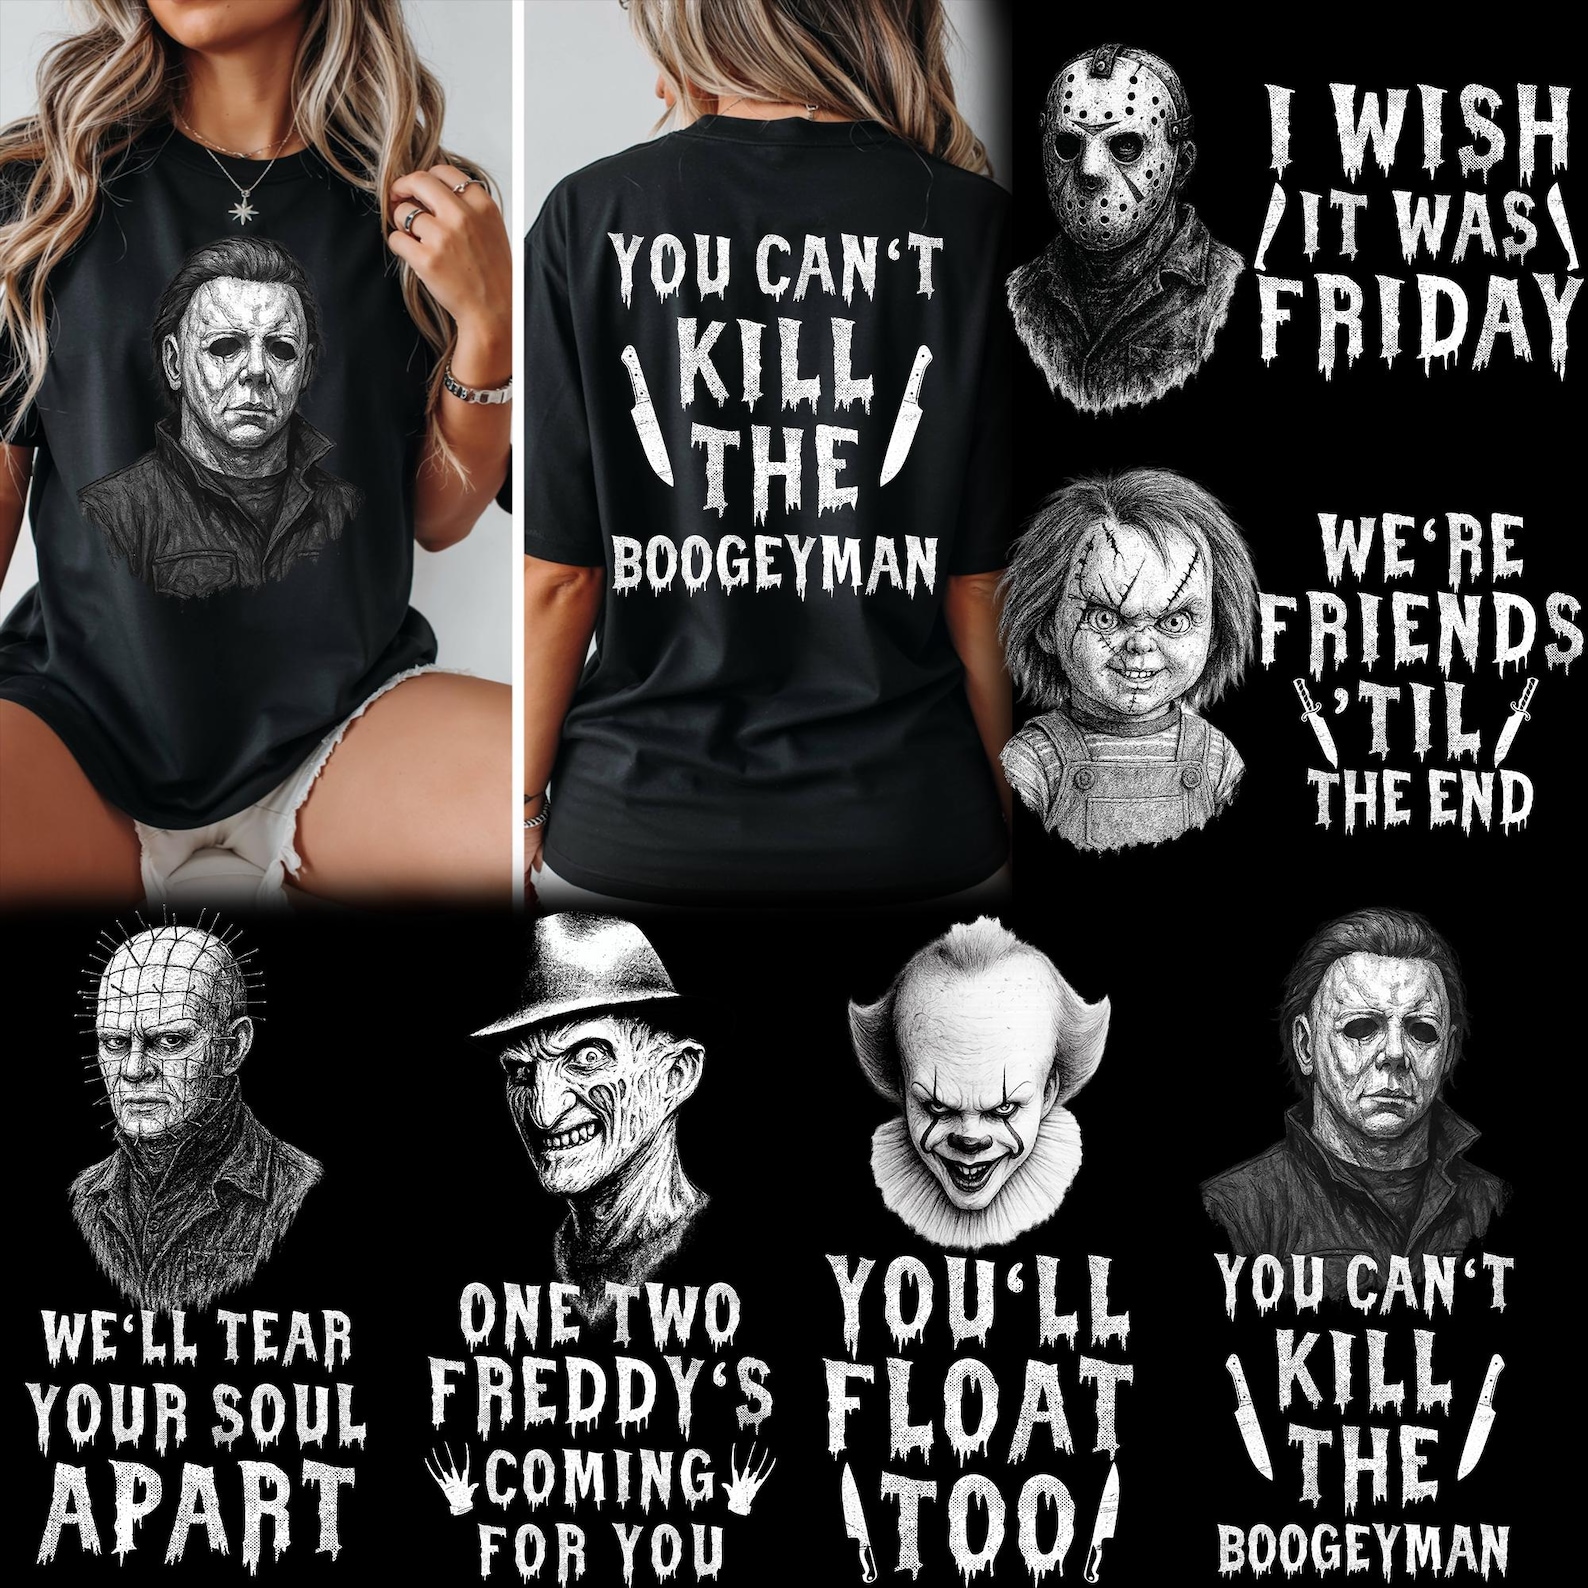 YOU CAN‘T
KILL
THE
BOOGEYMAN
I WISH
IT WAS
FRIDAY
WE‘RE
FRIENDS
’TIL
THE END
WE‘LL TEAR
YOUR SOUL
APART
ONE TWO
FREDDY‘S
COMING
FOR YOU
YOU‘LL
FLOAT
TOO
YOU CAN‘T
KILL
THE
BOOGEYMAN